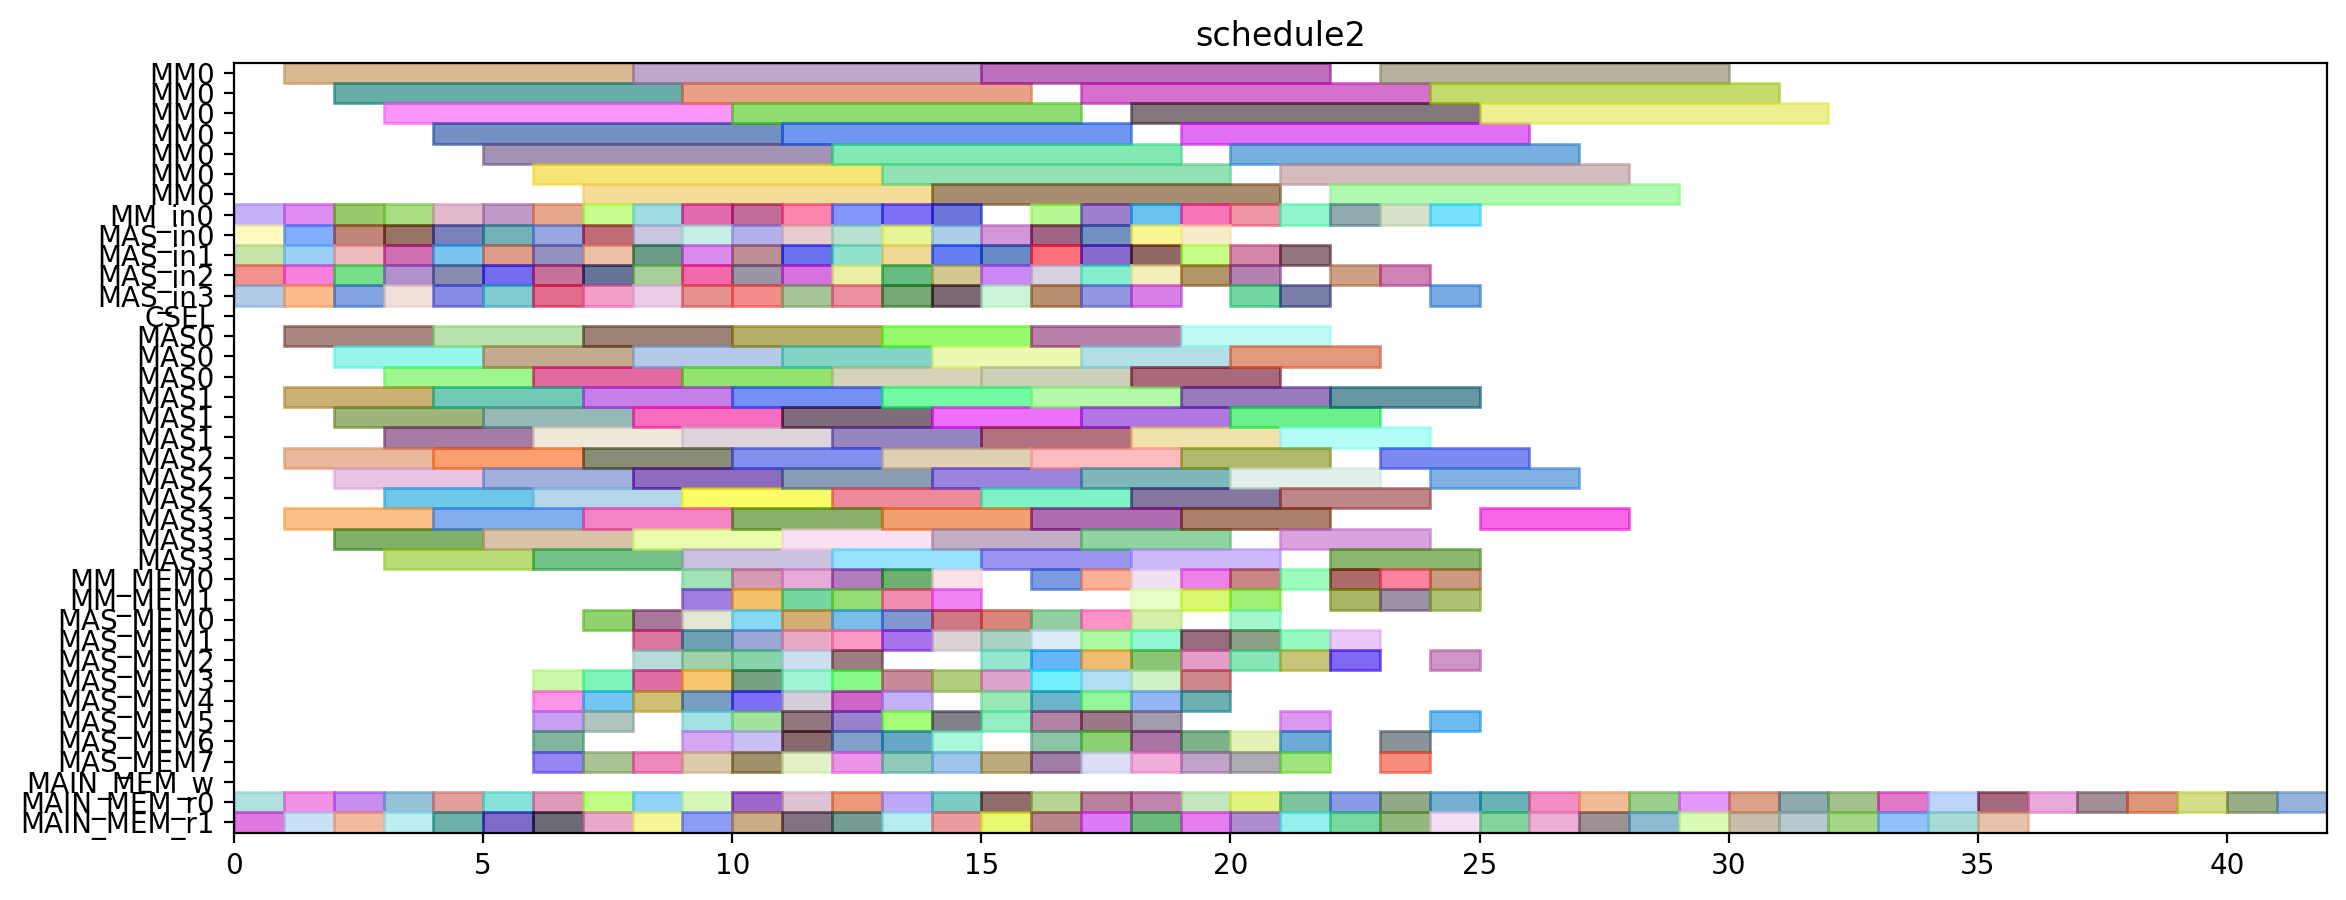 schedule2
MM0
MM0
MM0
MM0
MM0
MM0
MM0
MM_in0
MAS_in0
MAS_in1
MAS_in2
MAS_in3
CSEL
MAS0
MAS0
MAS0
MAS1
MAS1
MAS1
MAS2
MAS2
MAS2
MAS3
MAS3
MAS3
MM_MEM0
MM_MEM1
MAS_MEM0
MAS_MEM1
MAS_MEM2
MAS_MEM3
MAS_MEM4
MAS_MEM5
MAS_MEM6
MAS_MEM7
MAIN_MEM_w
MAIN_MEM_r0
MAIN_MEM_r1
0 5 10 15 20 25 30 35 40